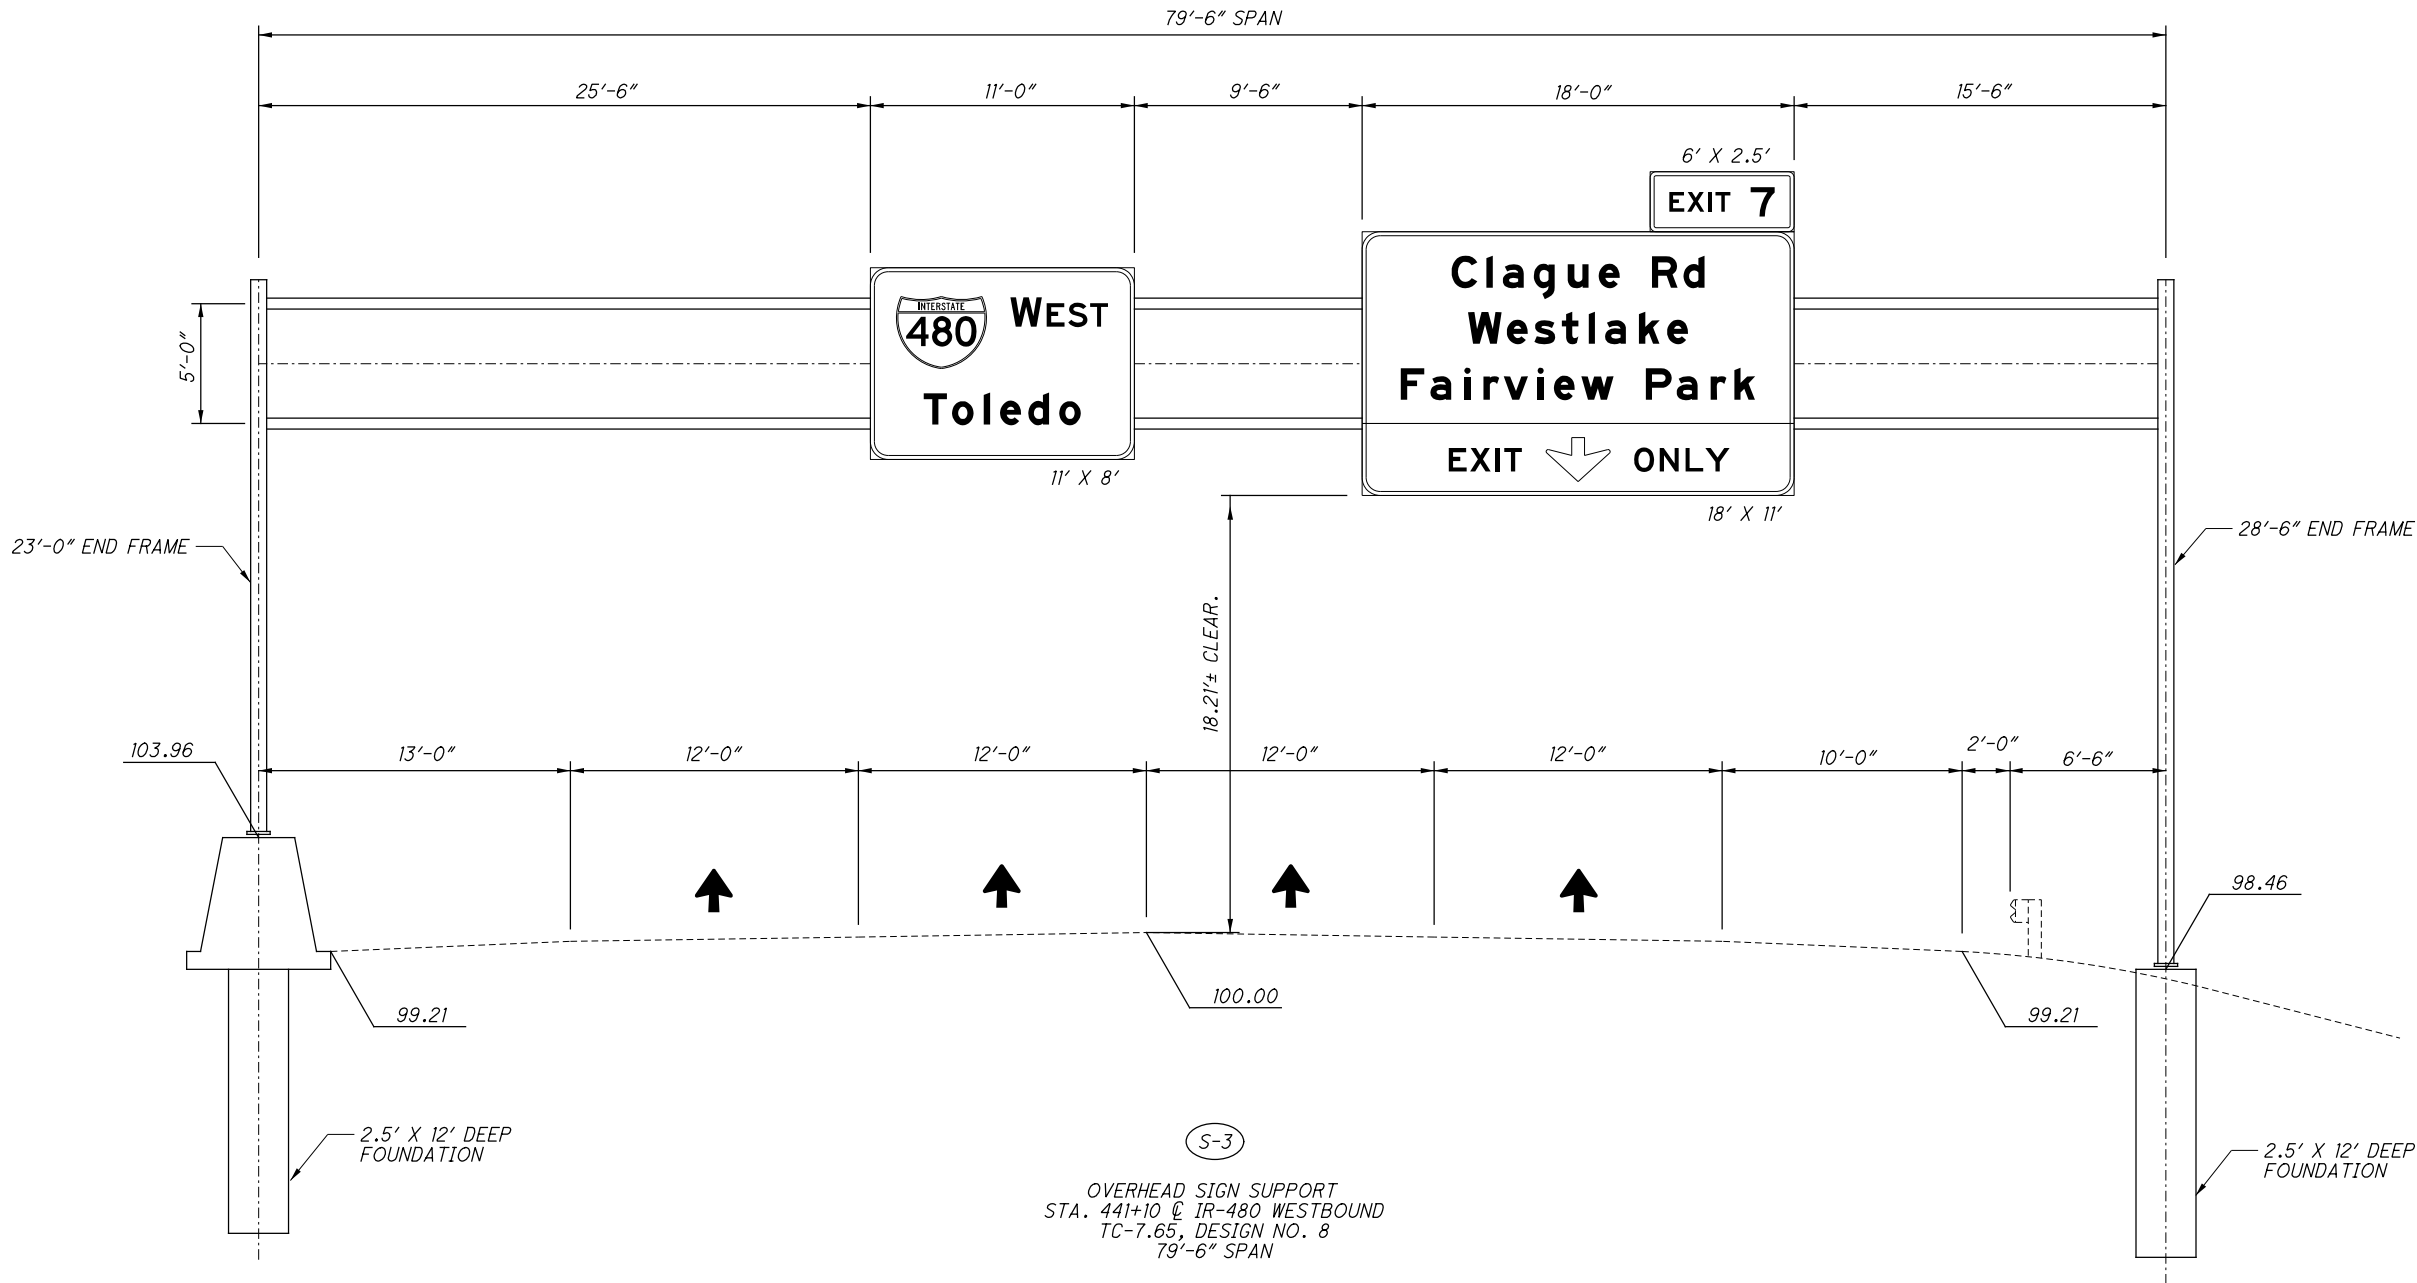 79'-6" SPAN
25'-6"
11'-0"
9'-6"
18'-0"
15'-6"
6' X 2.5'
EXIT 7
Clague Rd
Westlake
Fairview Park
EXIT ONLY
18' X 11'
INTERSTATE
480
WEST
Toledo
11' X 8'
5'-0"
23'-0" END FRAME
28'-6" END FRAME
18.21'± CLEAR.
103.96
13'-0"
12'-0"
12'-0"
12'-0"
12'-0"
10'-0"
2'-0"
6'-6"
98.46
99.21
100.00
99.21
2.5' X 12' DEEP
FOUNDATION
2.5' X 12' DEEP
FOUNDATION
S-3
OVERHEAD SIGN SUPPORT
STA. 441+10 ℄ IR-480 WESTBOUND
TC-7.65, DESIGN NO. 8
79'-6" SPAN